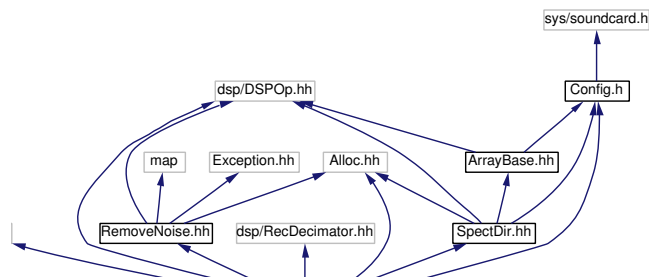 sys/soundcard.h
dsp/DSPOp.hh
Config.h
map
Exception.hh
Alloc.hh
ArrayBase.hh
RemoveNoise.hh
dsp/RecDecimator.hh
SpectDir.hh